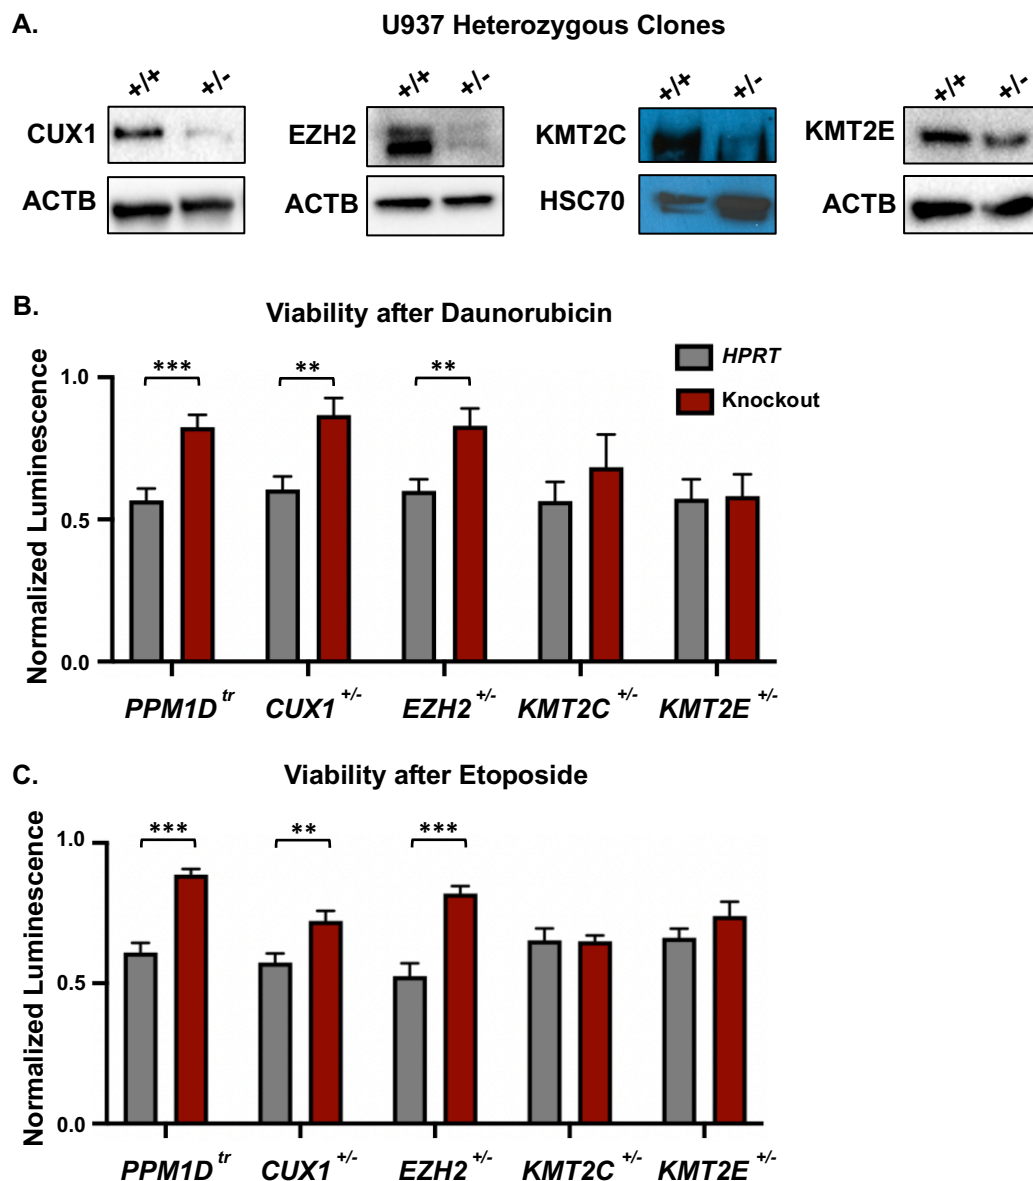 A.
U937 Heterozygous Clones
+/+ +/- +/+ +/- +/+ +/- +/+ +/-
CUX1 EZH2 KMT2C KMT2E
ACTB ACTB HSC70 ACTB
B.
Viability after Daunorubicin
HPRT
Knockout
*** ** **
Normalized Luminescence
1.0
0.5
0.0
PPM1D tr CUX1 +/- EZH2 +/- KMT2C +/- KMT2E +/-
C.
Viability after Etoposide
*** ** ***
Normalized Luminescence
1.0
0.5
0.0
PPM1D tr CUX1 +/- EZH2 +/- KMT2C +/- KMT2E +/-